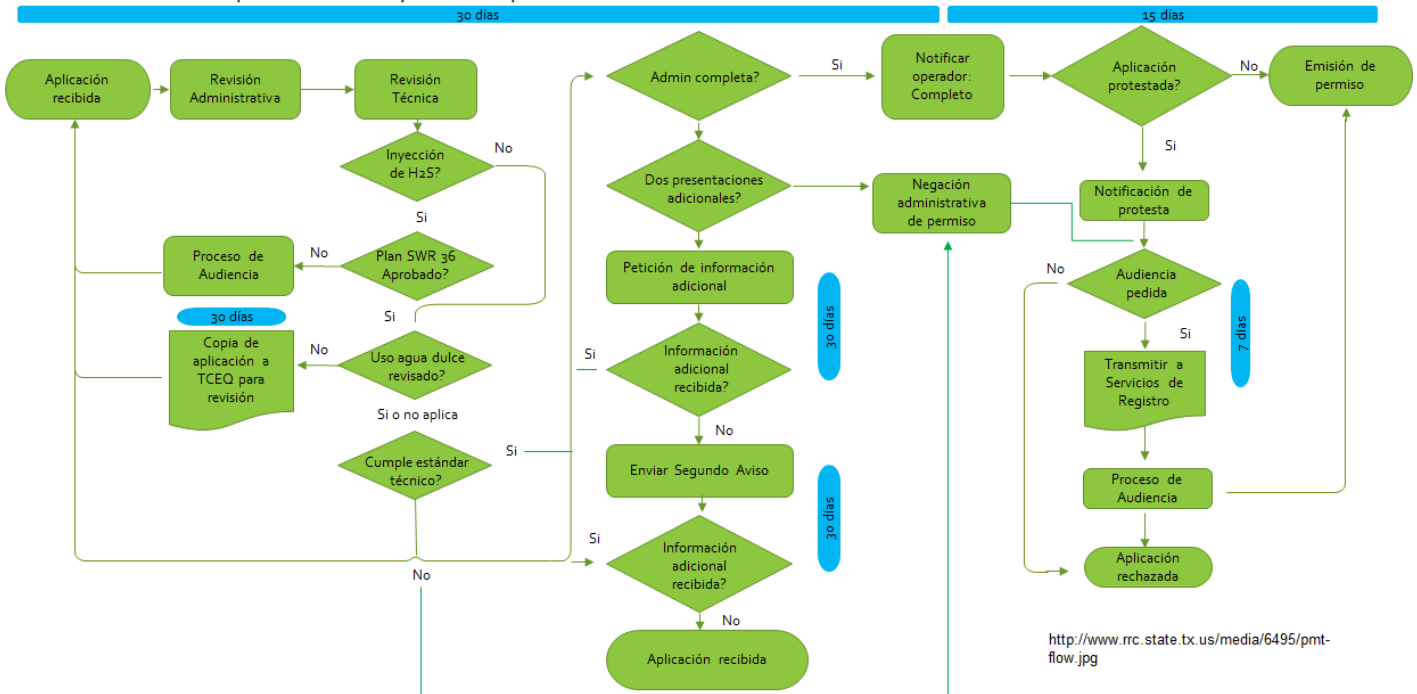 30 días
15 días
Aplicación
recibida
Revisión
Administrativa
Revisión
Técnica
Inyección
de H2S?
No
Si
Plan SWR 36
Aprobado?
No
Proceso de
Audiencia
Si
30 días
Copia de
aplicación a
TCEQ para
revisión
No
Uso agua dulce
revisado?
Si o no aplica
Cumple estándar
técnico?
Si
No
Admin completa?
Si
Notificar
operador:
Completo
Dos presentaciones
adicionales?
Negación
administrativa
de permiso
Petición de información
adicional
30 días
Información
adicional
recibida?
Si
No
Enviar Segundo Aviso
30 días
Información
adicional
recibida?
Si
No
Aplicación recibida
Aplicación
protestada?
No
Emisión de
permiso
Si
Notificación de
protesta
Audiencia
pedida
No
Si
7 días
Transmitir a
Servicios de
Registro
Proceso de
Audiencia
Aplicación
rechazada
http://www.rrc.state.tx.us/media/6495/pmt-
flow.jpg